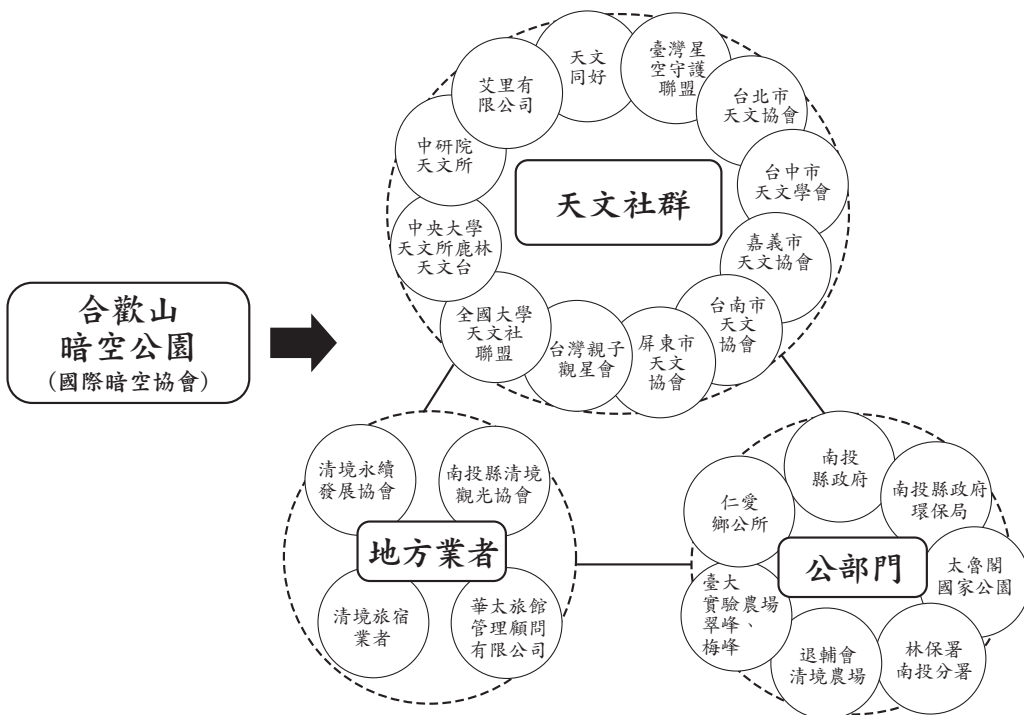 合歡山
暗空公園
(國際暗空協會)
天文社群
天文
同好
臺灣星
空守護
聯盟
台北市
天文協會
台中市
天文學會
嘉義市
天文協會
台南市
天文
協會
屏東市
天文
協會
台灣親子
觀星會
全國大學
天文社
聯盟
中央大學
天文所鹿林
天文台
中研院
天文所
艾里有
限公司
地方業者
清境永續
發展協會
南投縣清境
觀光協會
清境旅宿
業者
華太旅館
管理顧問
有限公司
公部門
南投
縣政府
南投縣政府
環保局
太魯閣
國家公園
林保署
南投分署
退輔會
清境農場
臺大
實驗農場
翠峰、
梅峰
仁愛
鄉公所